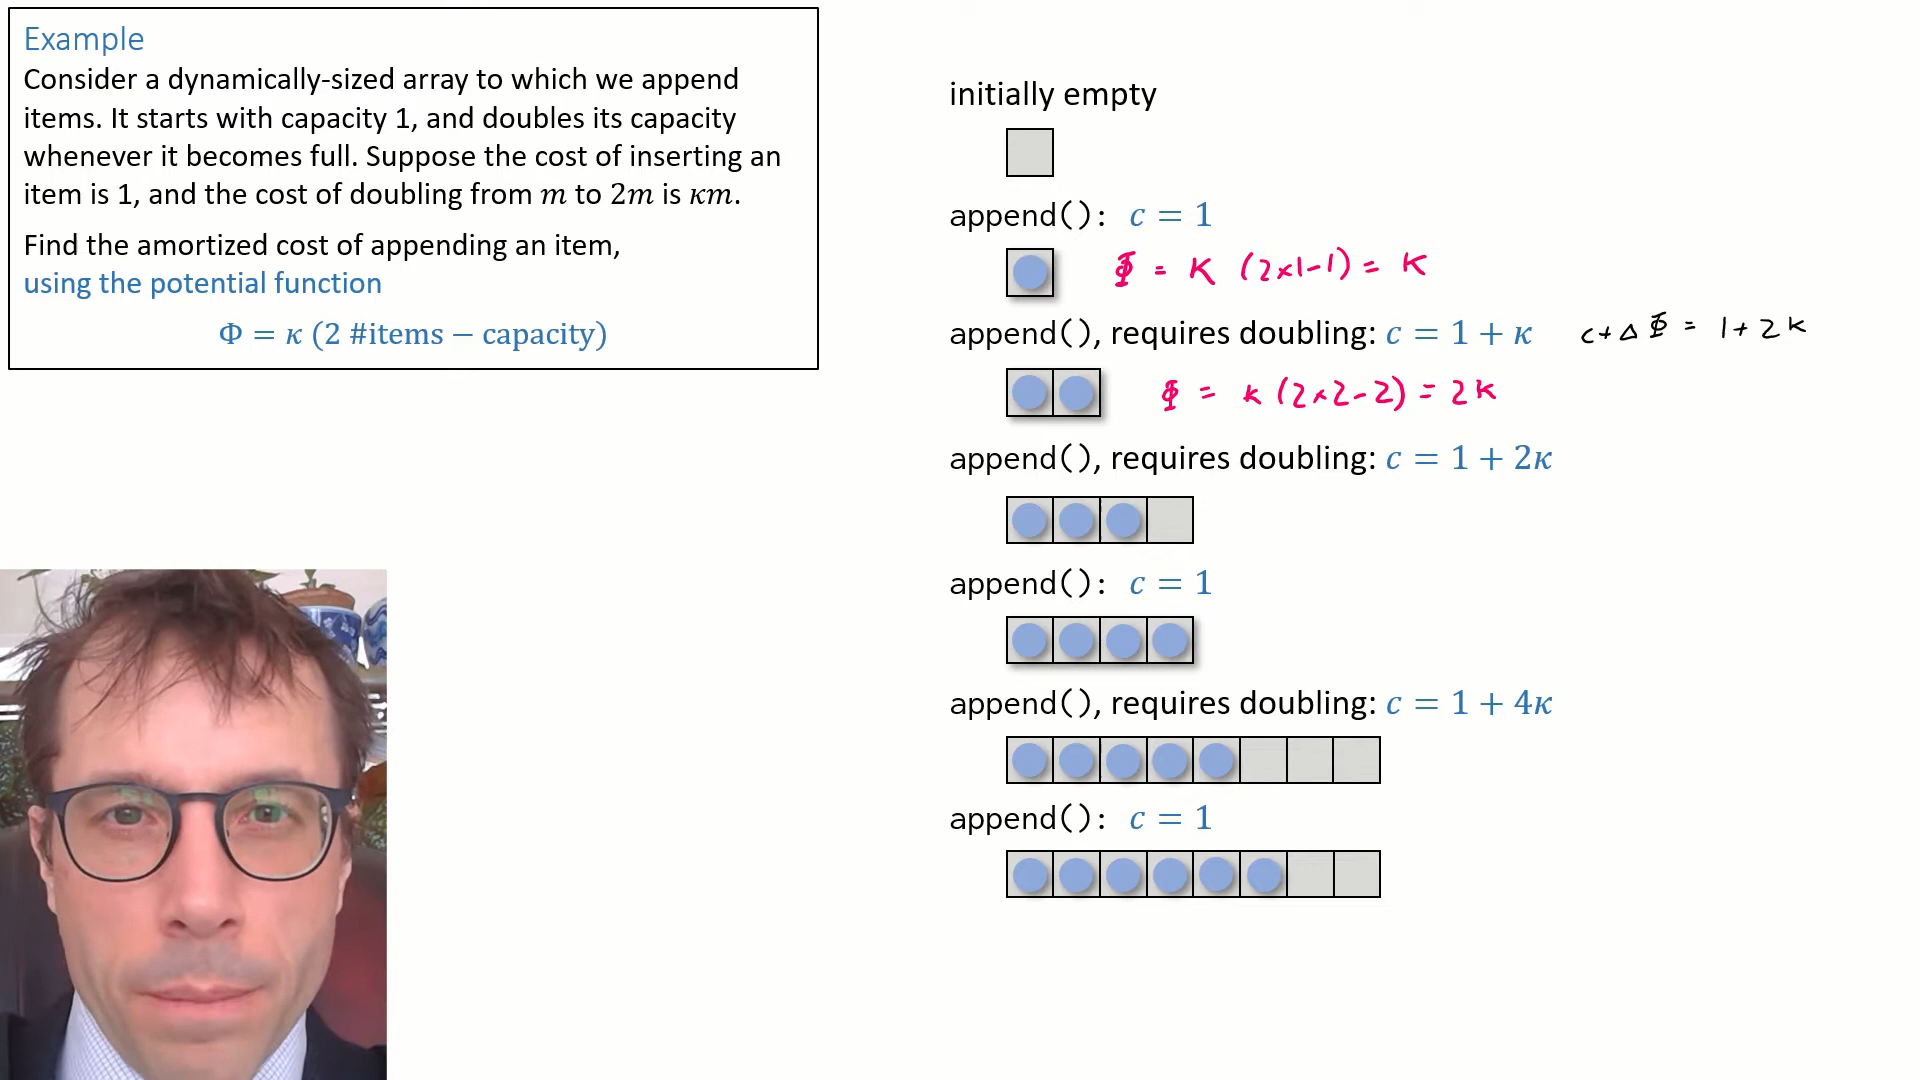 Example
Consider a dynamically-sized array to which we append
items. It starts with capacity 1, and doubles its capacity
whenever it becomes full. Suppose the cost of inserting an
item is 1, and the cost of doubling from m to 2m is κm.
Find the amortized cost of appending an item,
using the potential function
Φ = κ (2 #items − capacity)
initially empty
append(): c = 1
Φ = κ (2×1-1) = κ
append(), requires doubling: c = 1 + κ c+ΔΦ = 1+2κ
Φ = κ (2×2-2) = 2κ
append(), requires doubling: c = 1 + 2κ
append(): c = 1
append(), requires doubling: c = 1 + 4κ
append(): c = 1